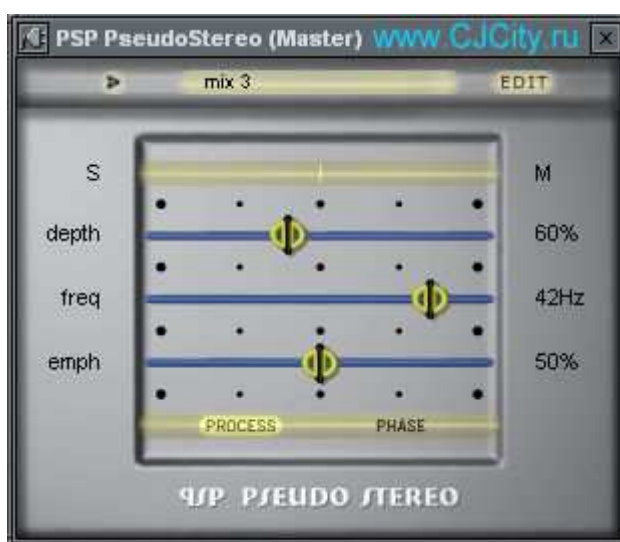 PSP PseudoStereo (Master) www.CJCity.ru
mix 3 EDIT
S M
depth 60%
freq 42Hz
emph 50%
PROCESS PHASE
PSP PSEUDO STEREO